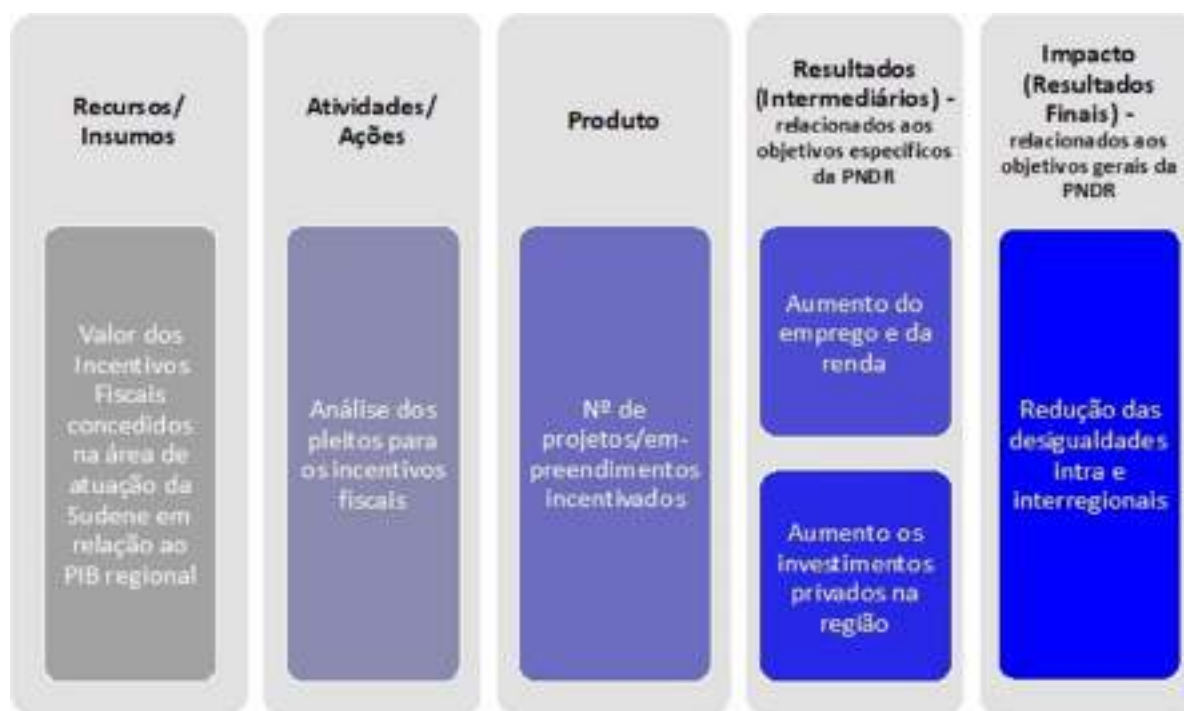 Recursos/
Insumos
Valor dos
Incentivos
Fiscais
concedidos
na área de
atuação da
Sudene em
relação ao
PIB regional
Atividades/
Ações
Análise dos
pleitos para
os incentivos
fiscais
Produto
Nº de
projetos/em-
preendimentos
incentivados
Resultados
(Intermediários) -
relacionados aos
objetivos específicos
da PNDR
Aumento do
emprego e da
renda
Aumento os
investimentos
privados na
região
Impacto
(Resultados
Finais) -
relacionados aos
objetivos gerais da
PNDR
Redução das
desigualdades
intra e
interregionais